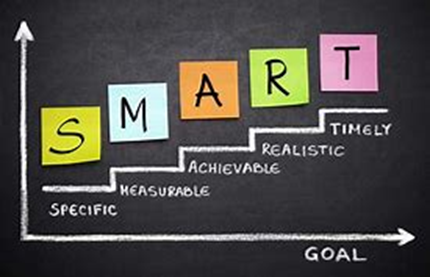 S M A R T
SPECIFIC
MEASURABLE
ACHIEVABLE
REALISTIC
TIMELY
GOAL